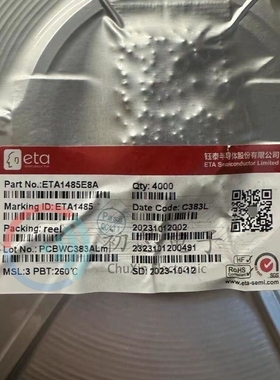 eta
钰泰半导体股份有限公司
ETA Semiconductor Limited
Part No.:ETA1485E8A Qty: 4000
Marking ID: ETA1485 Date Code: C383L
Packing: reel 20231012002
Lot No.: PCBWC383ALm 2323101200491
MSL:3 PBT:260℃ SD: 2023-10-12
HF RoHS
www.eta-semi.com